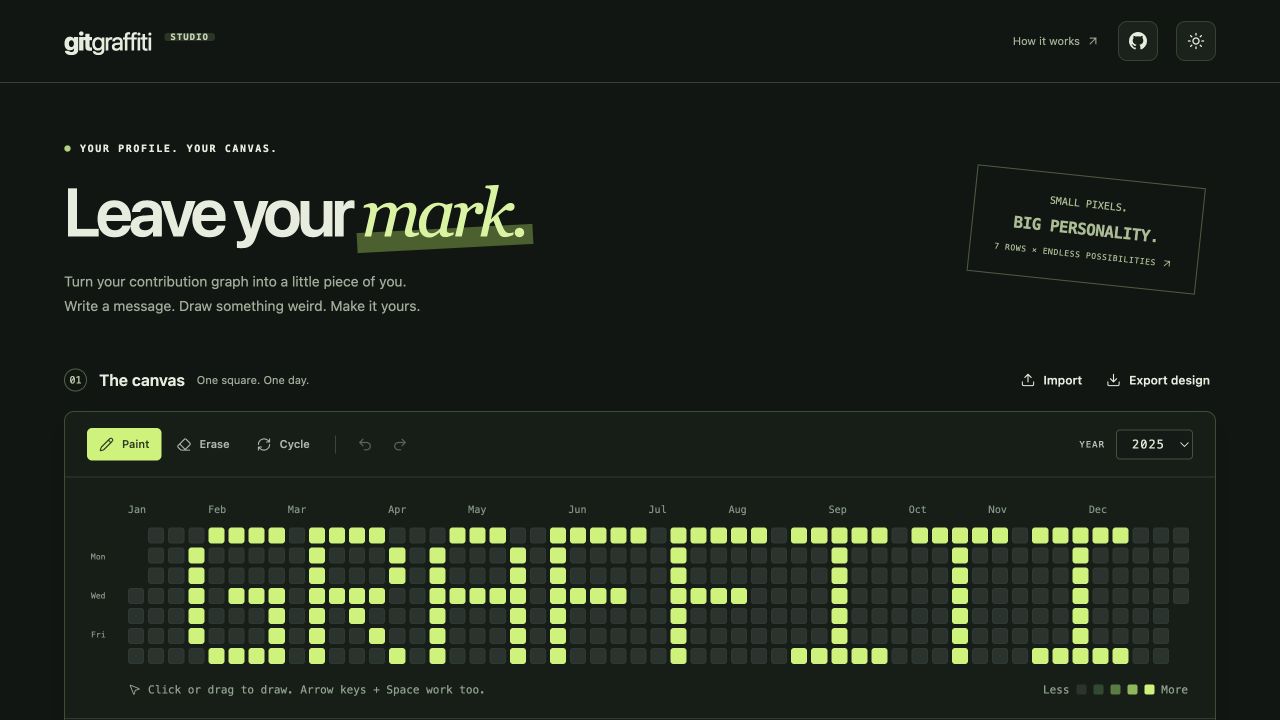 gitgraffiti STUDIO
How it works
YOUR PROFILE. YOUR CANVAS.
Leave your mark.
Turn your contribution graph into a little piece of you.
Write a message. Draw something weird. Make it yours.
SMALL PIXELS.
BIG PERSONALITY.
7 ROWS × ENDLESS POSSIBILITIES ↗
01 The canvas One square. One day.
Import Export design
Paint Erase Cycle
YEAR 2025
Jan Feb Mar Apr May Jun Jul Aug Sep Oct Nov Dec
Mon
Wed
Fri
GRAFFITI
Click or drag to draw. Arrow keys + Space work too.
Less More